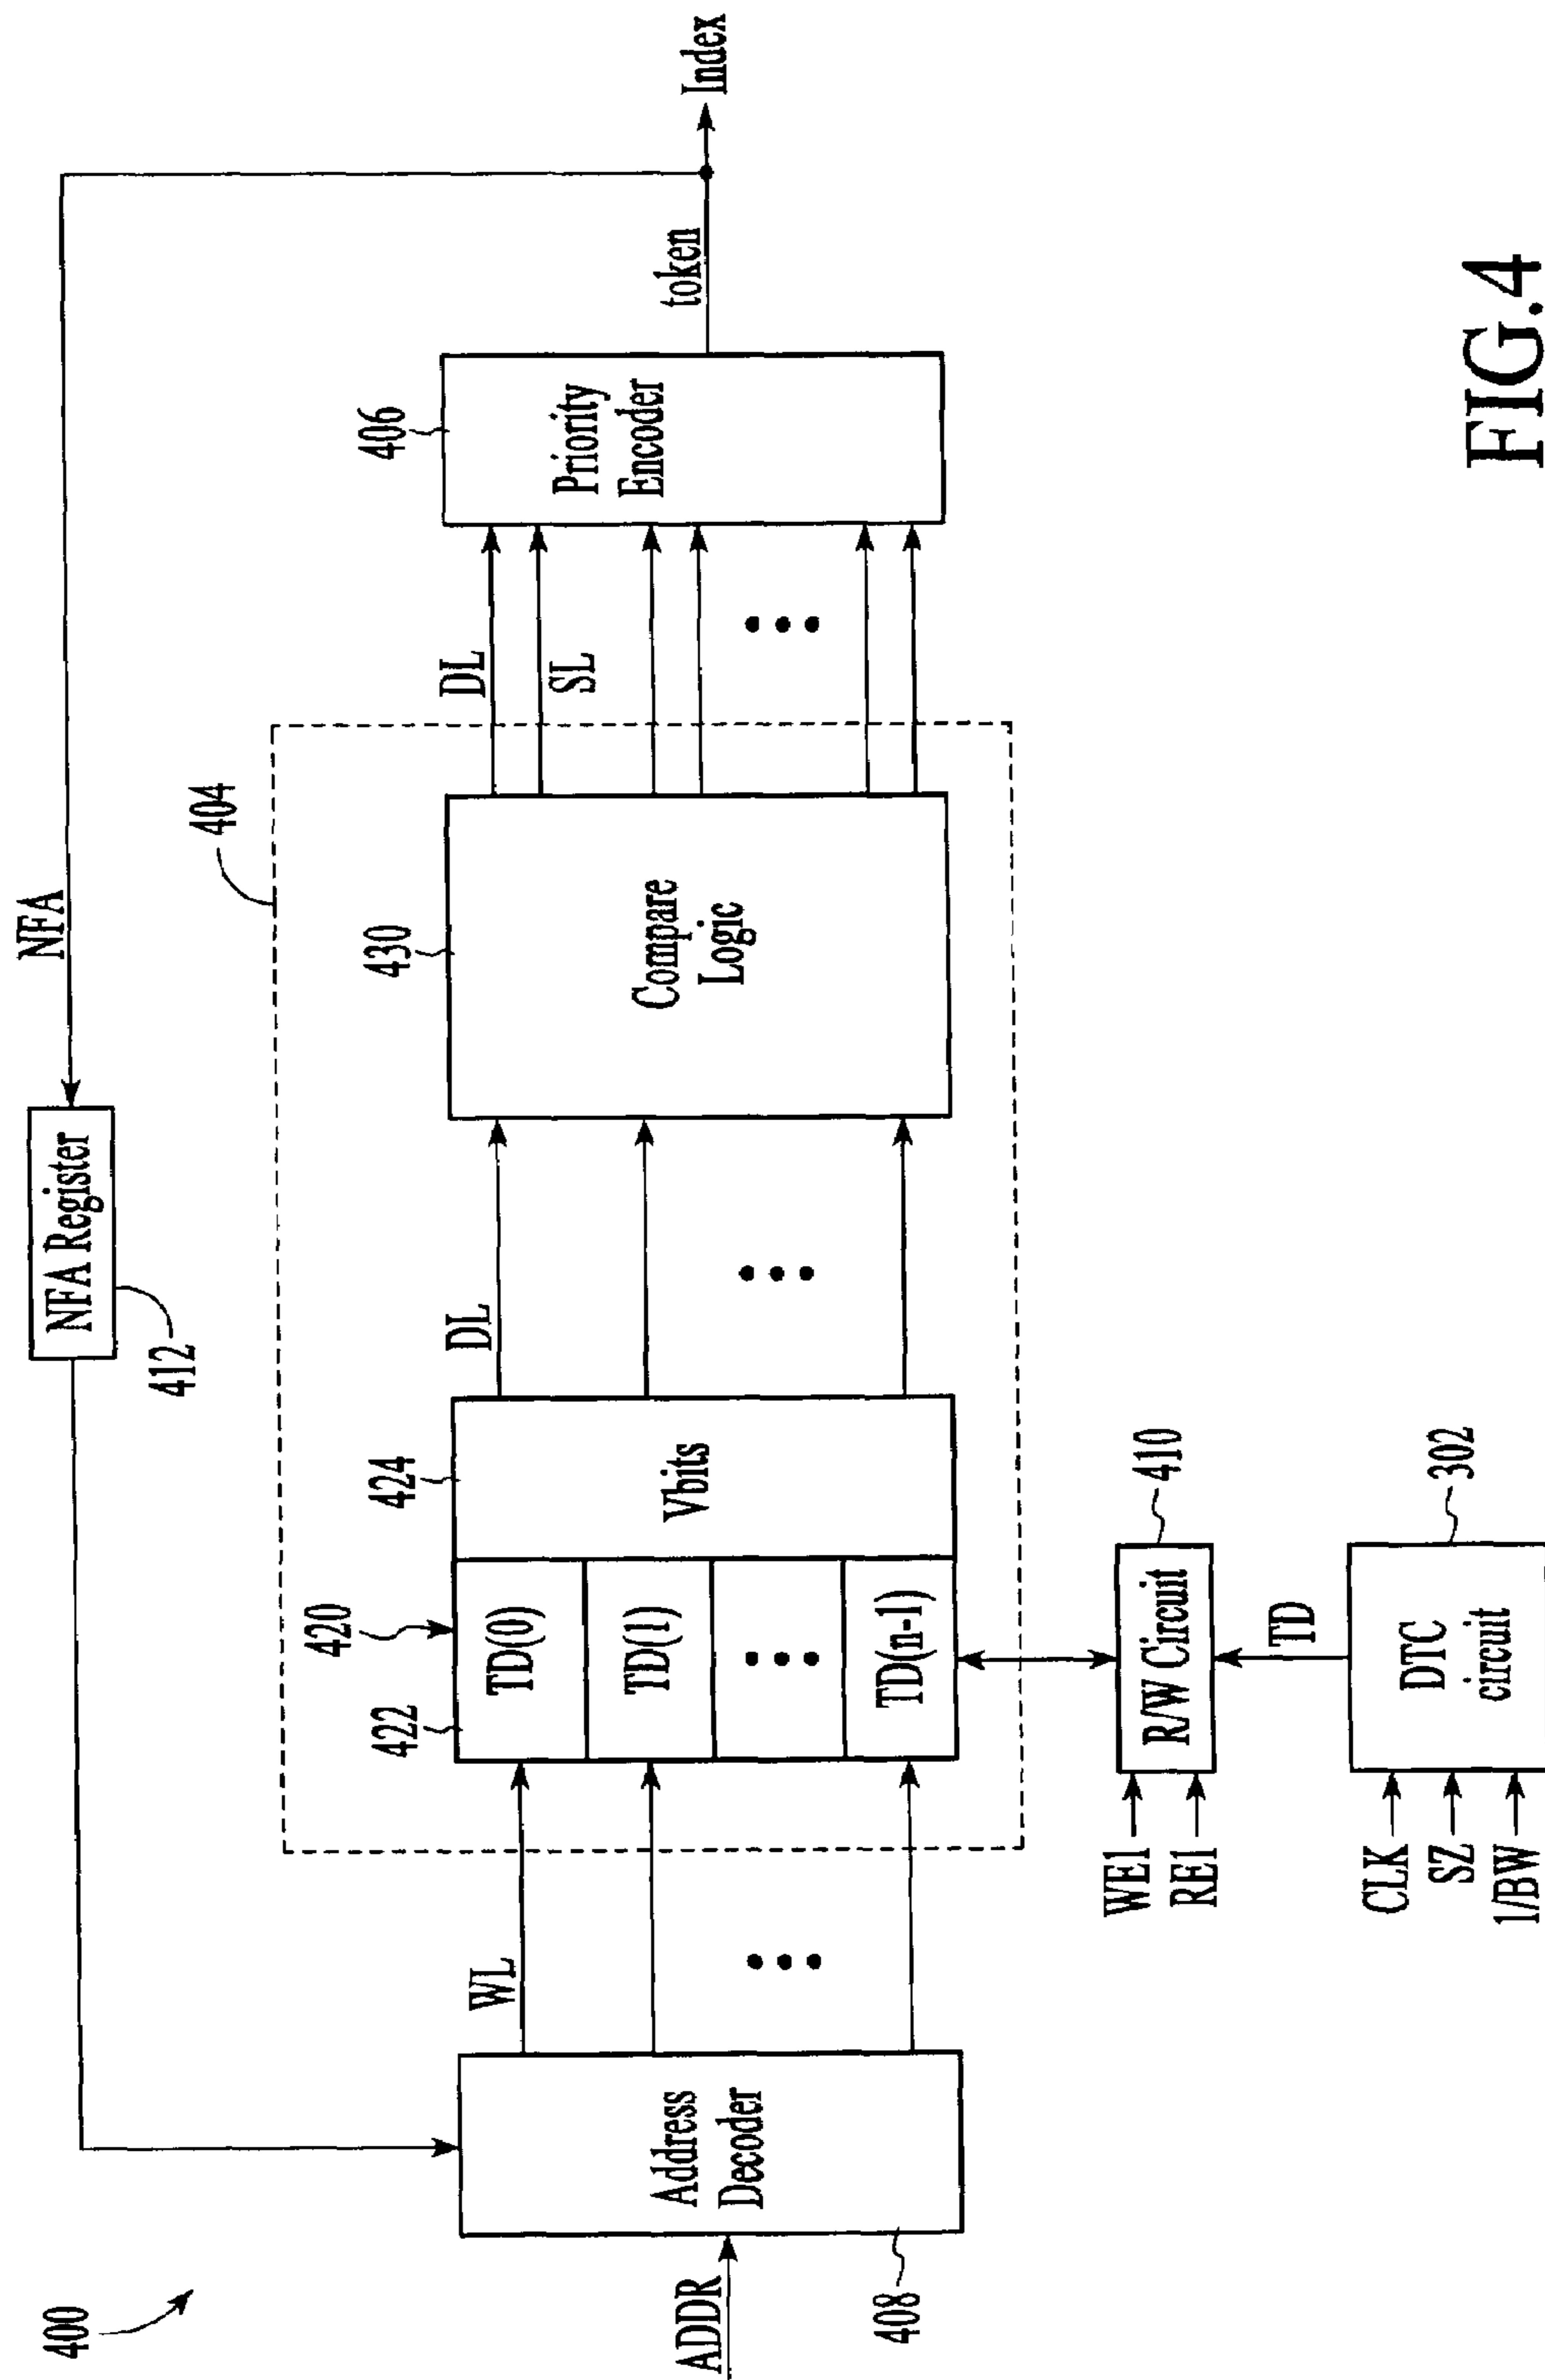 400
NFA Register
412
NFA
404
ADDR
Address
Decoder
408
WL
420
422
TD(0)
TD(1)
TD(n-1)
424
Vbits
DL
430
Compare
Logic
DL
SL
406
Priority
Encoder
token
Index
WE1
RE1
R/W Circuit
410
TD
CLK
SZ
1/BW
DTC
circuit
302
FIG.4